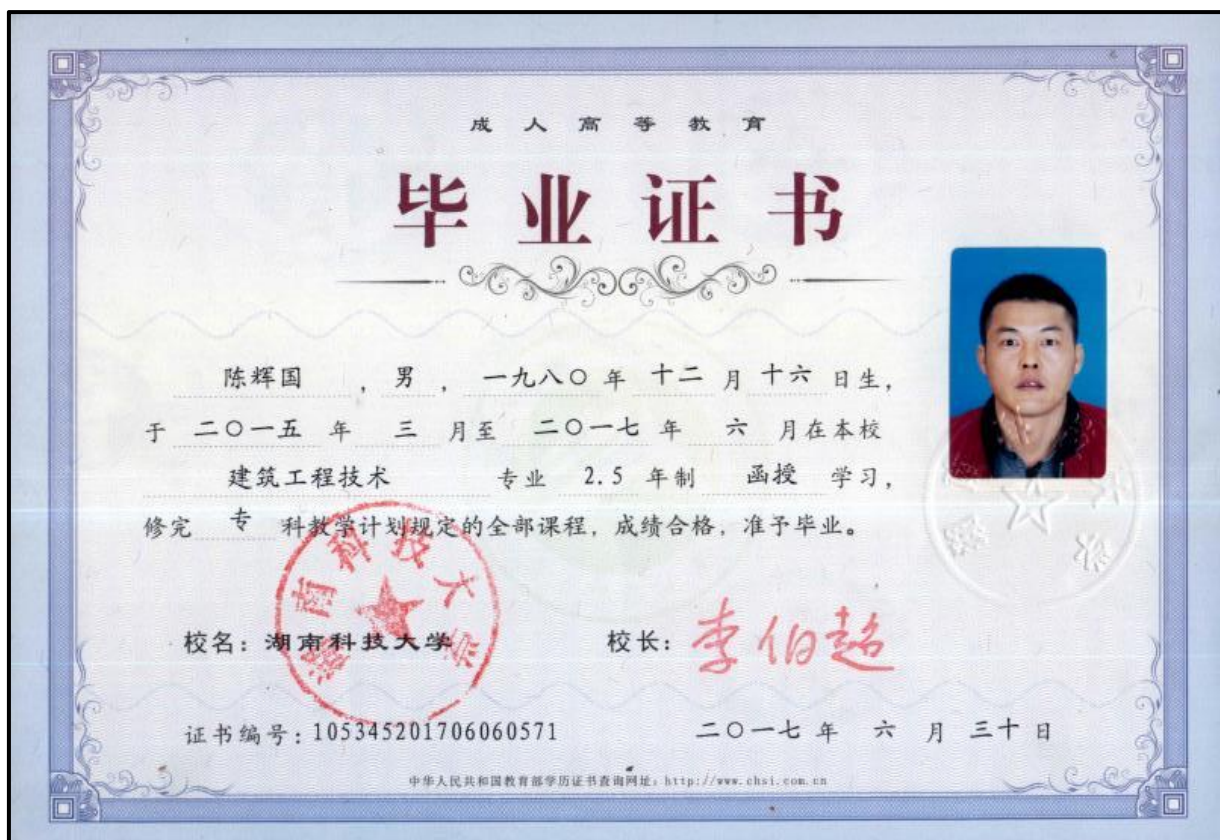 成人高等教育
毕业证书
陈辉国，男，一九八〇年十二月十六日生，
于二〇一五年三月至二〇一七年六月在本校
建筑工程技术专业2.5年制函授学习，
修完专科教学计划规定的全部课程，成绩合格，准予毕业。
湖南科技大学
校名：湖南科技大学 校长：李伯超
证书编号：105345201706060571 二〇一七年六月三十日
中华人民共和国教育部学历证书查询网址：http://www.chsi.com.cn